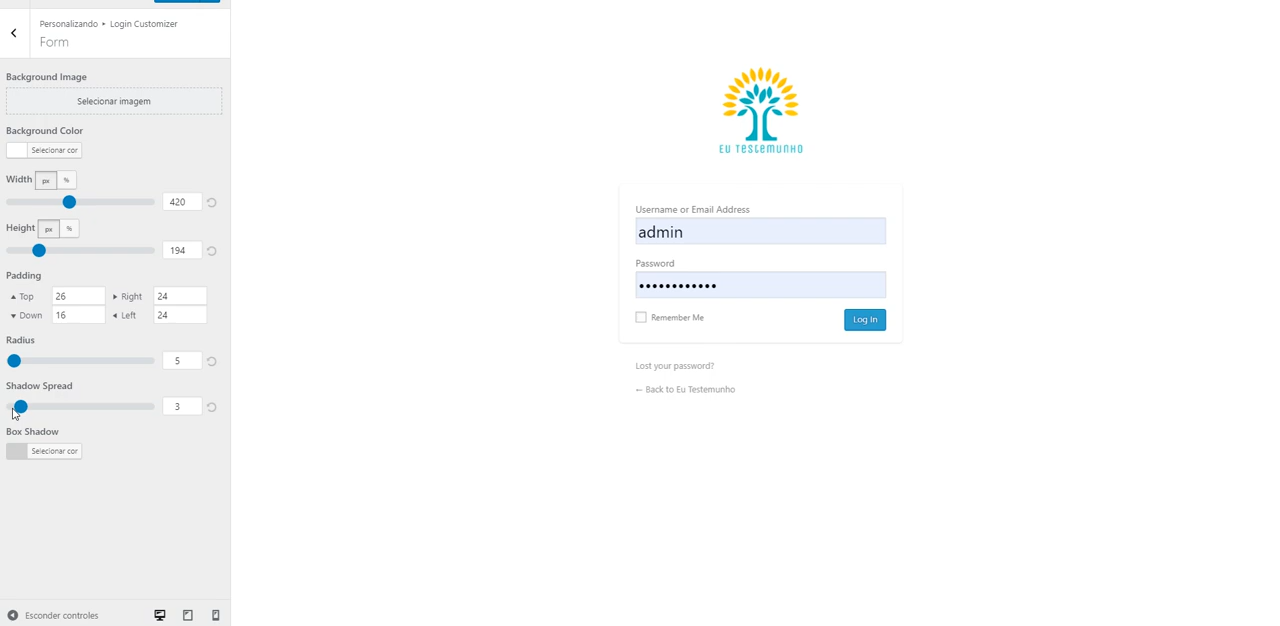 Personalizando ▸ Login Customizer
Form
Background Image
Selecionar imagem
Background Color
Selecionar cor
Width px %
420
Height px %
194
Padding
▲ Top 26 ▸ Right 24
▼ Down 16 ◂ Left 24
Radius
5
Shadow Spread
3
Box Shadow
Selecionar cor
Esconder controles
EU TESTEMUNHO
Username or Email Address
admin
Password
••••••••••••
Remember Me
Log In
Lost your password?
← Back to Eu Testemunho